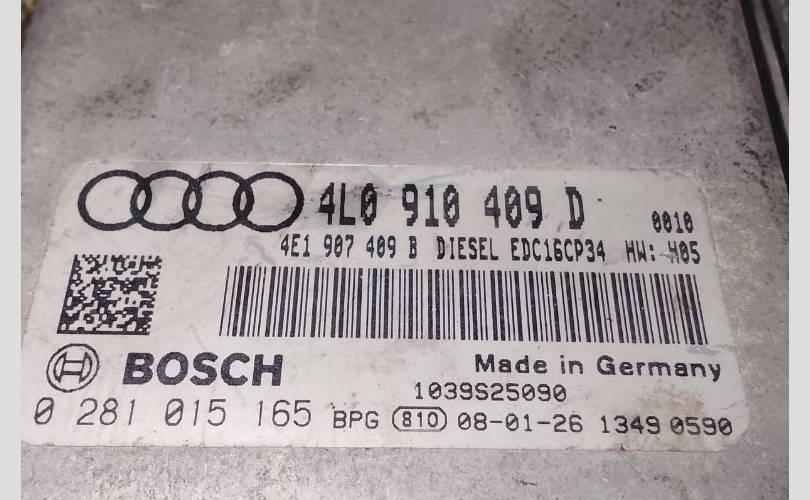 4L0 910 409 D 0010
4E1 907 409 B DIESEL EDC16CP34 HW: H05
BOSCH Made in Germany
1039S25090
0 281 015 165 BPG 810 08-01-26 1349 0590